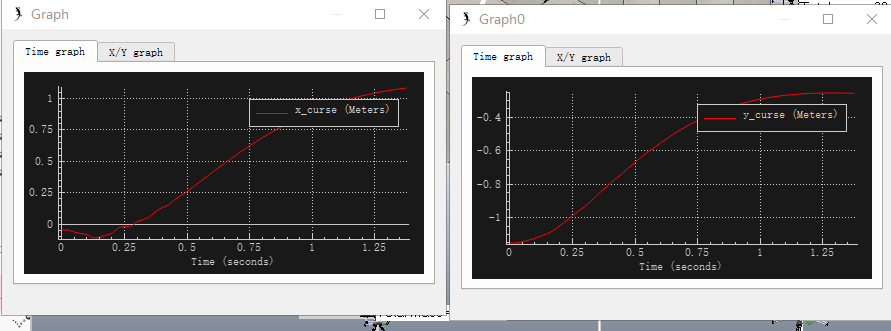 Graph
Time graph
X/Y graph
1
0.75
0.5
0.25
0
x_curse (Meters)
0
0.25
0.5
0.75
1
1.25
Time (seconds)
Graph0
Time graph
X/Y graph
-0.4
-0.6
-0.8
-1
y_curse (Meters)
0
0.25
0.5
0.75
1
1.25
Time (seconds)